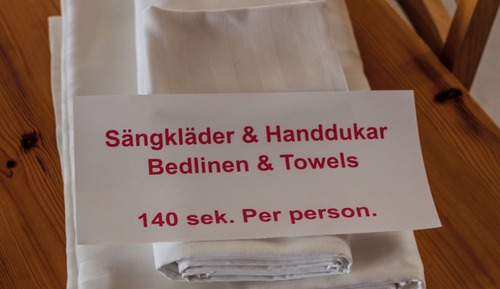 Sängkläder & Handdukar
Bedlinen & Towels
140 sek. Per person.